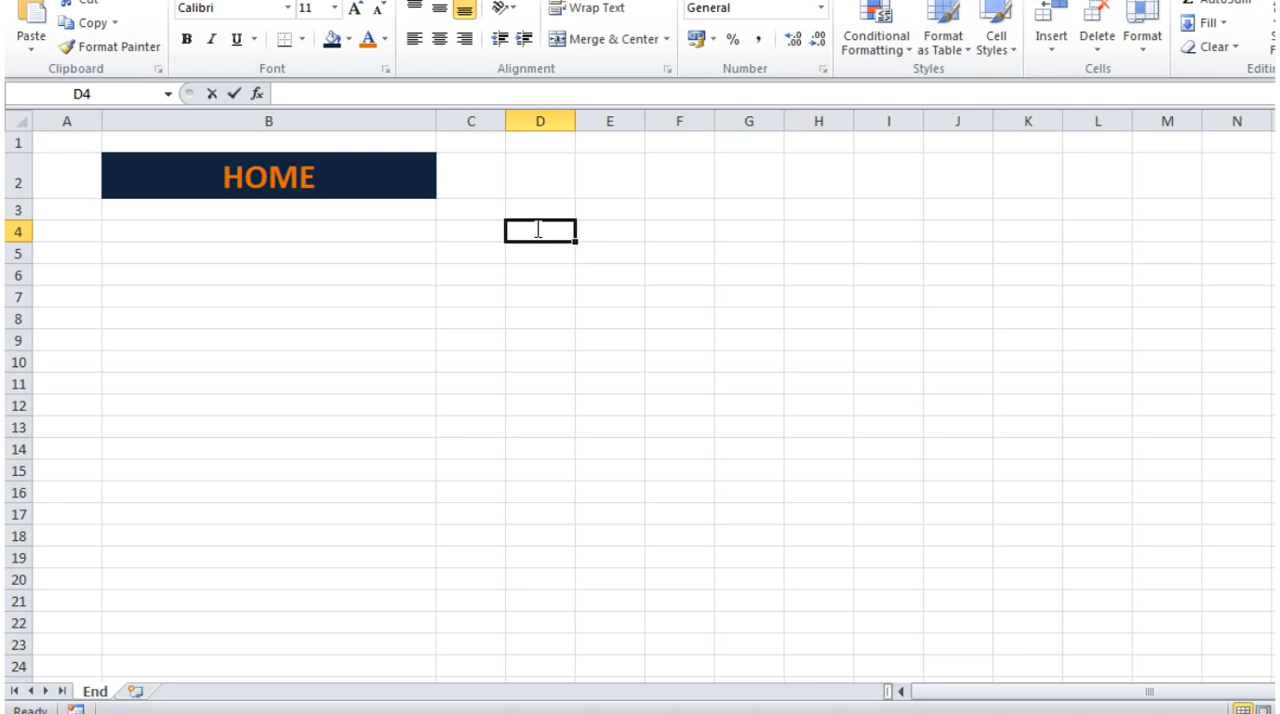 Cut
Calibri 11 A A Wrap Text General AutoSum
Paste Copy Fill
Format Painter B I U Merge & Center % , Conditional Formatting Format as Table Cell Styles Insert Delete Format Clear
Clipboard Font Alignment Number Styles Cells
D4 fx
A B C D E F G H I J K L M N
1
2 HOME
3
4
5
6
7
8
9
10
11
12
13
14
15
16
17
18
19
20
21
22
23
24
End
Ready